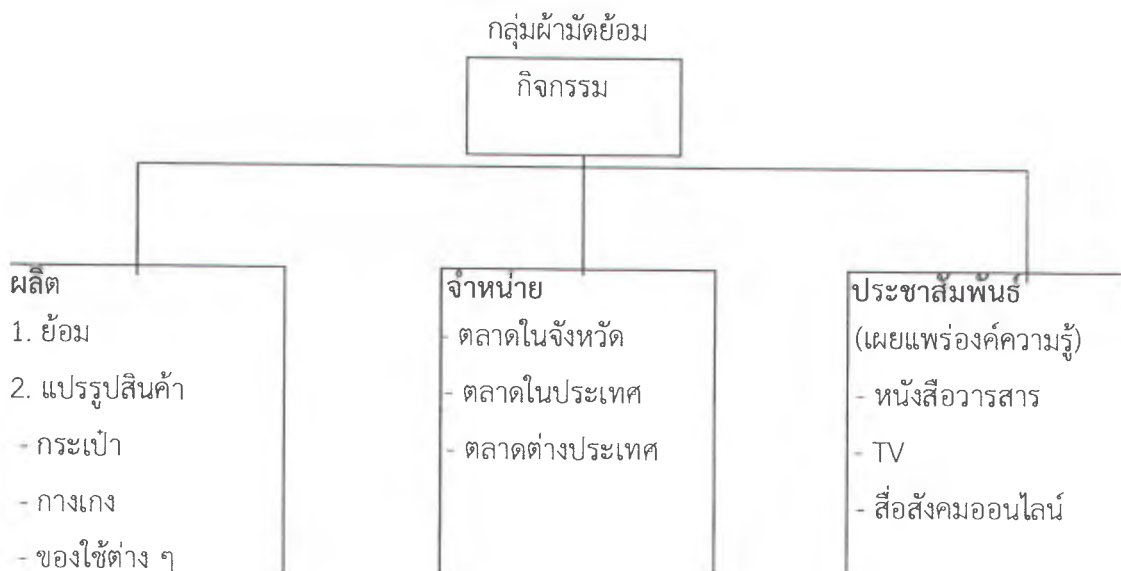 กลุ่มผ้ามัดย้อม
กิจกรรม
ผลิต
1. ย้อม
2. แปรรูปสินค้า
- กระเป๋า
- กางเกง
- ของใช้ต่าง ๆ
จำหน่าย
- ตลาดในจังหวัด
- ตลาดในประเทศ
- ตลาดต่างประเทศ
ประชาสัมพันธ์
(เผยแพร่องค์ความรู้)
- หนังสือวารสาร
- TV
- สื่อสังคมออนไลน์